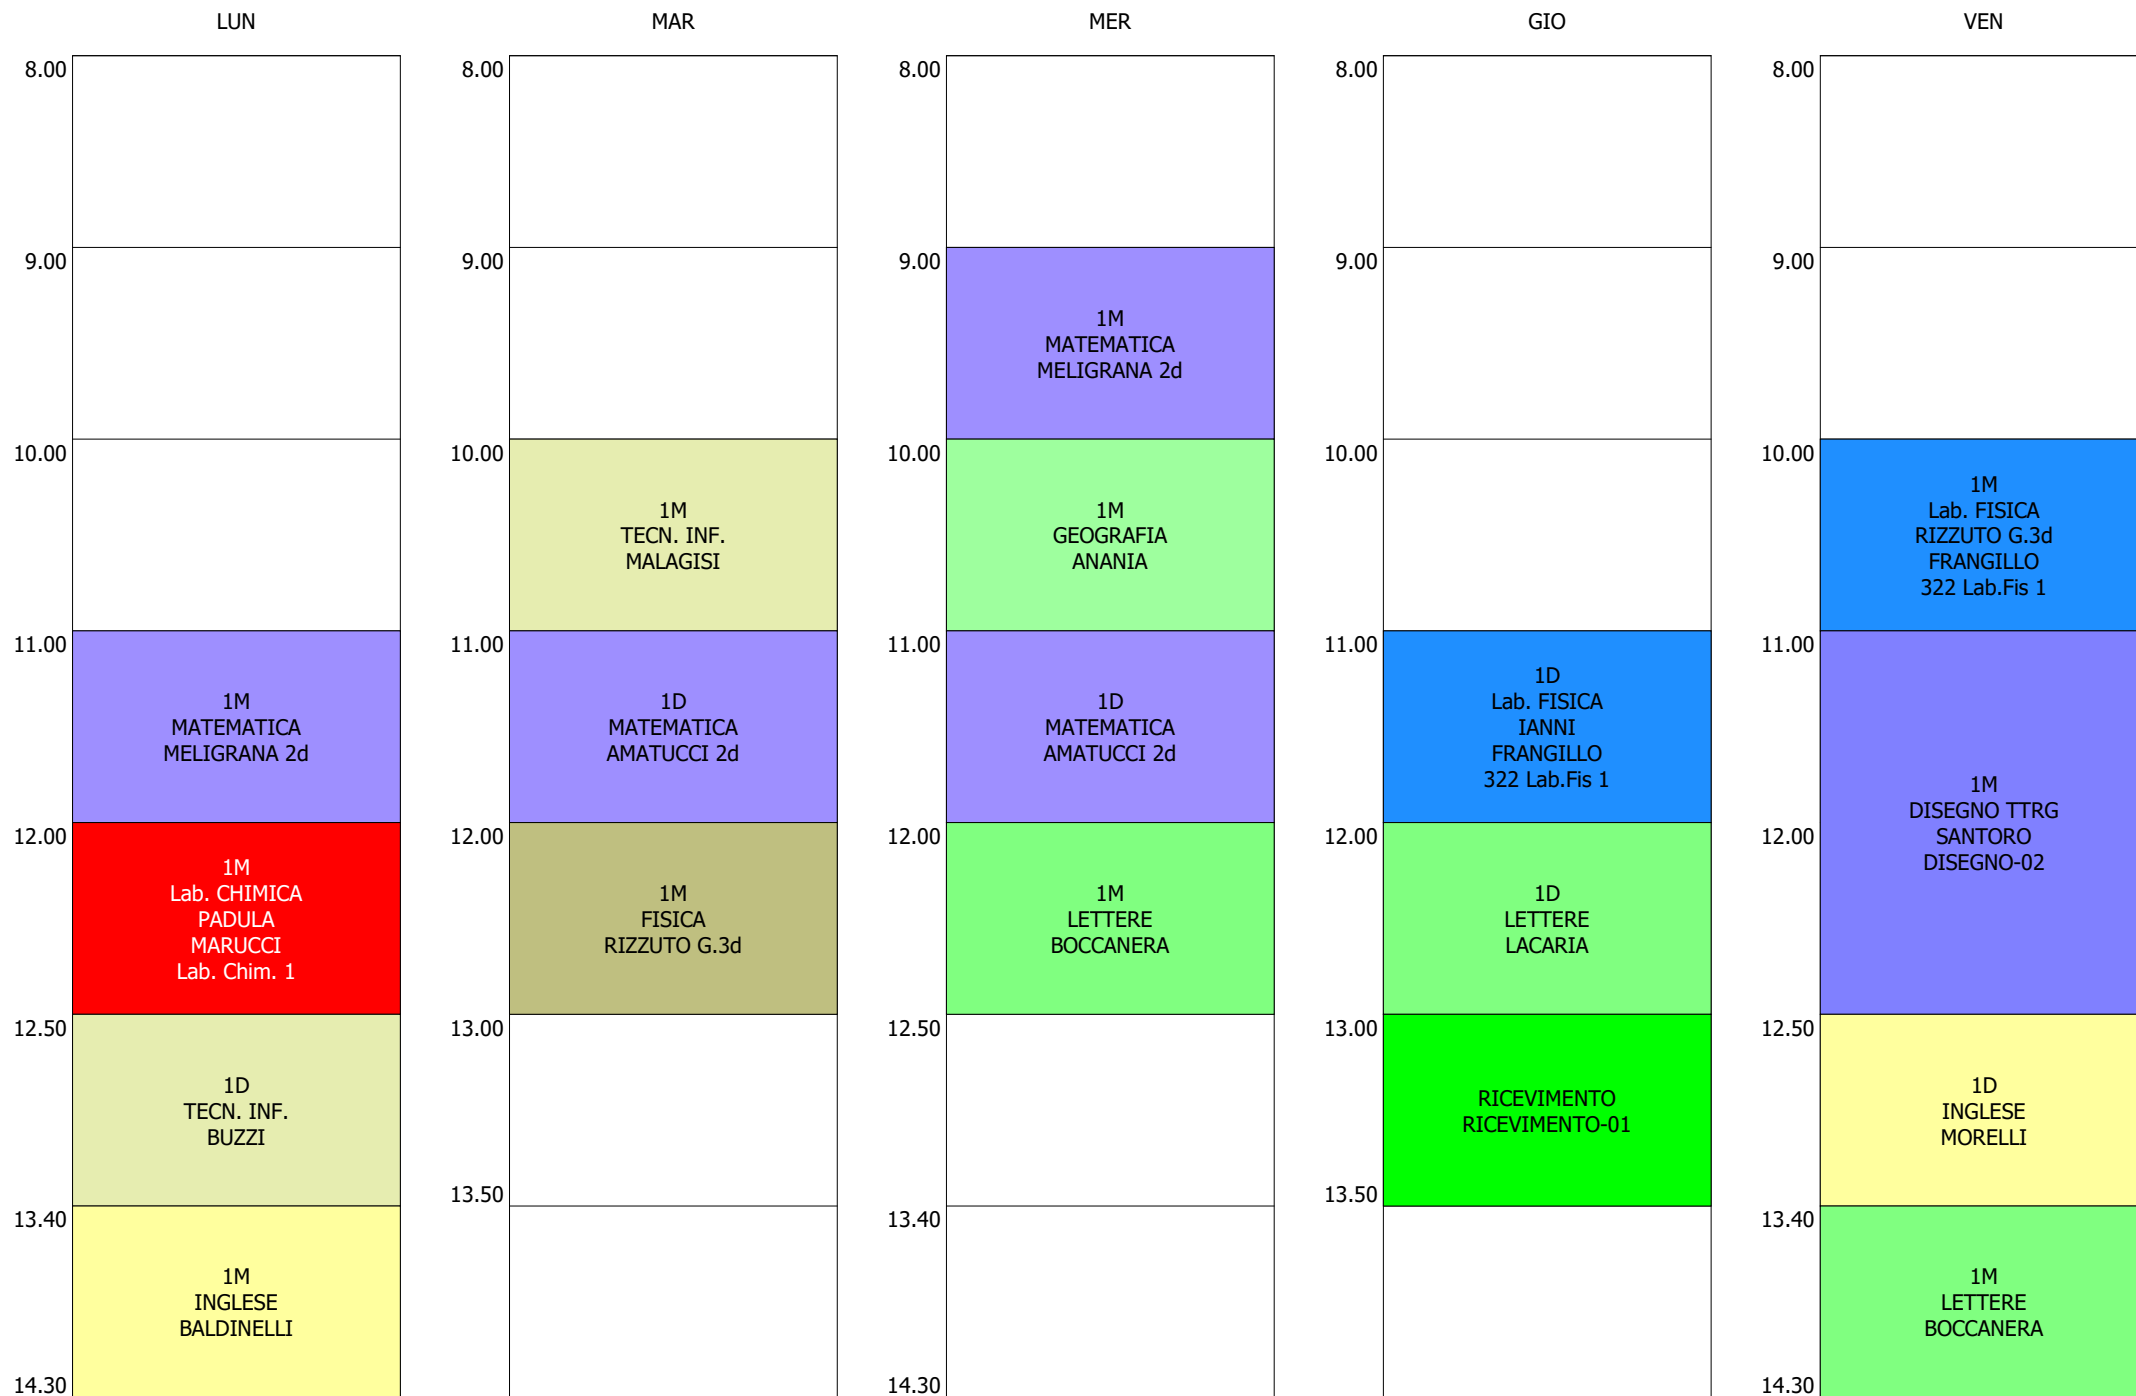 LUN
MAR
MER
GIO
VEN
8.00
9.00
10.00
11.00
1M
MATEMATICA
MELIGRANA 2d
12.00
1M
Lab. CHIMICA
PADULA
MARUCCI
Lab. Chim. 1
12.50
1D
TECN. INF.
BUZZI
13.40
1M
INGLESE
BALDINELLI
14.30
8.00
9.00
10.00
1M
TECN. INF.
MALAGISI
11.00
1D
MATEMATICA
AMATUCCI 2d
12.00
1M
FISICA
RIZZUTO G.3d
13.00
13.50
8.00
9.00
1M
MATEMATICA
MELIGRANA 2d
10.00
1M
GEOGRAFIA
ANANIA
11.00
1D
MATEMATICA
AMATUCCI 2d
12.00
1M
LETTERE
BOCCANERA
12.50
13.40
14.30
8.00
9.00
10.00
11.00
1D
Lab. FISICA
IANNI
FRANGILLO
322 Lab.Fis 1
12.00
1D
LETTERE
LACARIA
13.00
RICEVIMENTO
RICEVIMENTO-01
13.50
8.00
9.00
10.00
1M
Lab. FISICA
RIZZUTO G.3d
FRANGILLO
322 Lab.Fis 1
11.00
1M
DISEGNO TTRG
SANTORO
DISEGNO-02
12.00
12.50
1D
INGLESE
MORELLI
13.40
1M
LETTERE
BOCCANERA
14.30